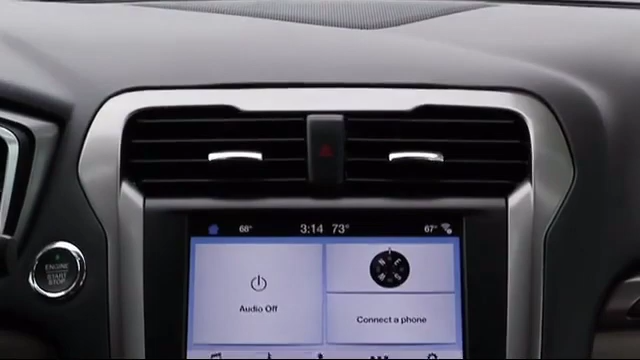 68° 3:14 73° 67°
ENGINE
START
STOP
Audio Off
Connect a phone